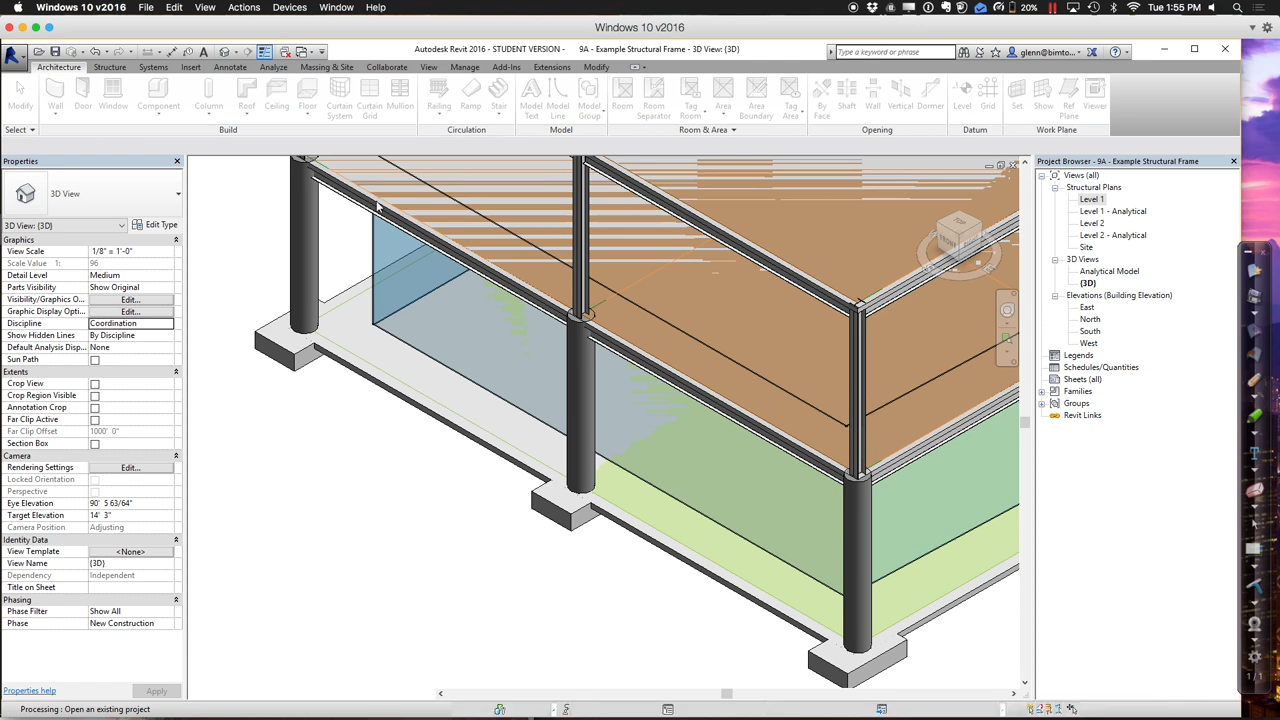 Windows 10 v2016 File Edit View Actions Devices Window Help 20% Tue 1:55 PM
Windows 10 v2016
Autodesk Revit 2016 - STUDENT VERSION - 9A - Example Structural Frame - 3D View: {3D} Type a keyword or phrase glenn@bimto...
Architecture Structure Systems Insert Annotate Analyze Massing & Site Collaborate View Manage Add-Ins Extensions Modify
Modify Wall Door Window Component Column Roof Ceiling Floor Curtain System Curtain Grid Mullion Railing Ramp Stair Model Text Model Line Model Group Room Room Separator Tag Room Area Area Boundary Tag Area By Face Shaft Wall Vertical Dormer Level Grid Set Show Ref Plane Viewer
Select Build Circulation Model Room & Area Opening Datum Work Plane
Properties
3D View
3D View: {3D} Edit Type
Graphics
View Scale 1/8" = 1'-0"
Scale Value 1: 96
Detail Level Medium
Parts Visibility Show Original
Visibility/Graphics O... Edit...
Graphic Display Opti... Edit...
Discipline Coordination
Show Hidden Lines By Discipline
Default Analysis Disp... None
Sun Path
Extents
Crop View
Crop Region Visible
Annotation Crop
Far Clip Active
Far Clip Offset 1000' 0"
Section Box
Camera
Rendering Settings Edit...
Locked Orientation
Perspective
Eye Elevation 90' 5 63/64"
Target Elevation 14' 3"
Camera Position Adjusting
Identity Data
View Template <None>
View Name {3D}
Dependency Independent
Title on Sheet
Phasing
Phase Filter Show All
Phase New Construction
Properties help Apply
Processing : Open an existing project
Project Browser - 9A - Example Structural Frame
Views (all)
Structural Plans
Level 1
Level 1 - Analytical
Level 2
Level 2 - Analytical
Site
3D Views
Analytical Model
{3D}
Elevations (Building Elevation)
East
North
South
West
Legends
Schedules/Quantities
Sheets (all)
Families
Groups
Revit Links
1 / 1